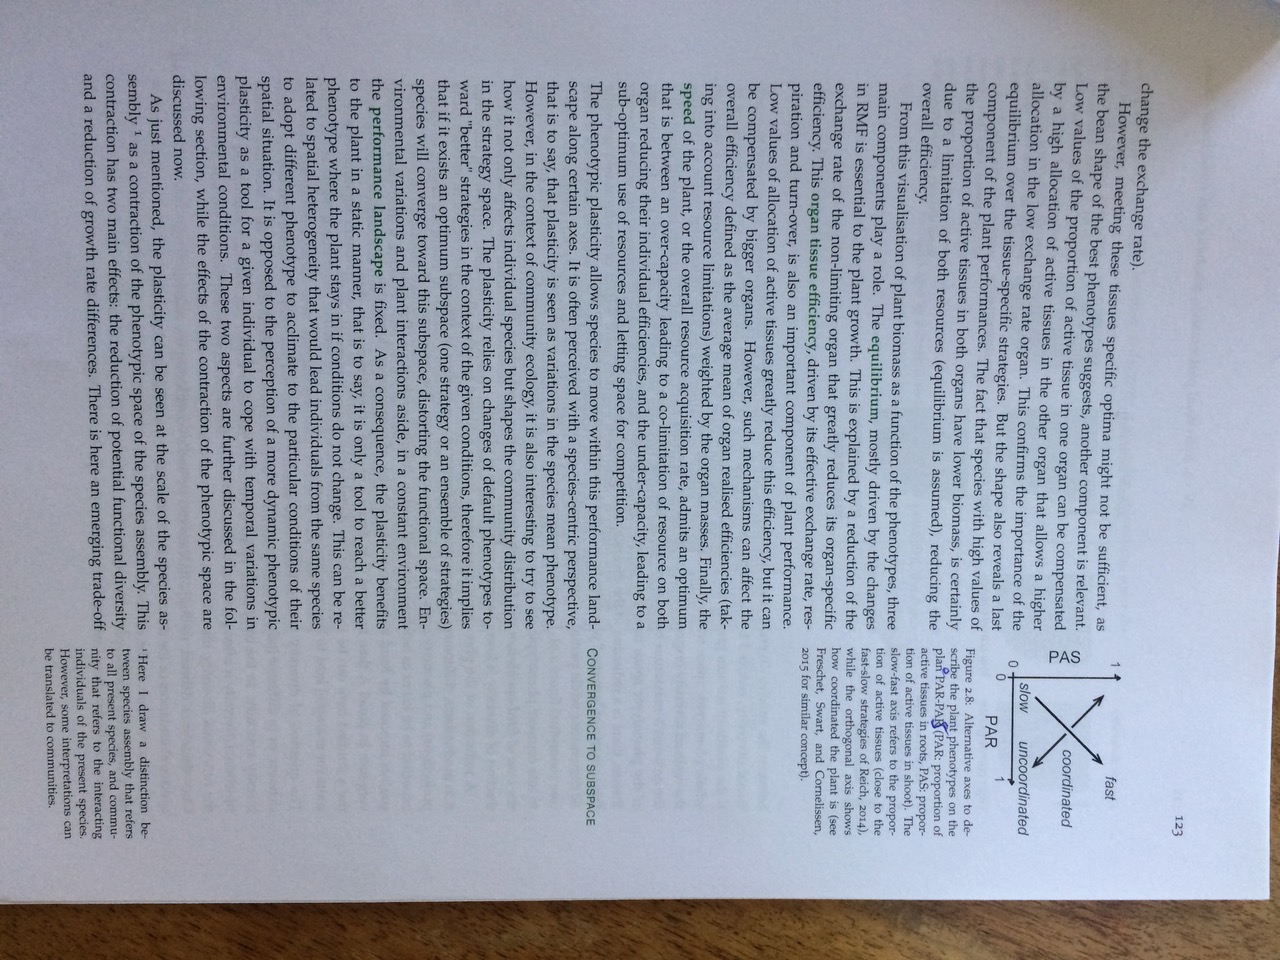 123
change the exchange rate).
However, meeting these tissues specific optima might not be sufficient, as
the bean shape of the best phenotypes suggests, another component is relevant.
Low values of the proportion of active tissue in one organ can be compensated
by a high allocation of active tissues in the other organ that allows a higher
allocation in the low exchange rate organ. This confirms the importance of the
equilibrium over the tissue-specific strategies. But the shape also reveals a last
component of the plant performances. The fact that species with high values of
the proportion of active tissues in both organs have lower biomass, is certainly
due to a limitation of both resources (equilibrium is assumed), reducing the
overall efficiency.
From this visualisation of plant biomass as a function of the phenotypes, three
main components play a role. The equilibrium, mostly driven by the changes
in RMF is essential to the plant growth. This is explained by a reduction of the
exchange rate of the non-limiting organ that greatly reduces its organ-specific
efficiency. This organ tissue efficiency, driven by its effective exchange rate, res-
piration and turn-over, is also an important component of plant performance.
Low values of allocation of active tissues greatly reduce this efficiency, but it can
be compensated by bigger organs. However, such mechanisms can affect the
overall efficiency defined as the average mean of organ realised efficiencies (tak-
ing into account resource limitations) weighted by the organ masses. Finally, the
speed of the plant, or the overall resource acquisition rate, admits an optimum
that is between an over-capacity leading to a co-limitation of resource on both
organ reducing their individual efficiencies, and the under-capacity, leading to a
sub-optimum use of resources and letting space for competition.
The phenotypic plasticity allows species to move within this performance land-
scape along certain axes. It is often perceived with a species-centric perspective,
that is to say, that plasticity is seen as variations in the species mean phenotype.
However, in the context of community ecology, it is also interesting to try to see
how it not only affects individual species but shapes the community distribution
in the strategy space. The plasticity relies on changes of default phenotypes to-
ward "better" strategies in the context of the given conditions, therefore it implies
that if it exists an optimum subspace (one strategy or an ensemble of strategies)
species will converge toward this subspace, distorting the functional space. En-
vironmental variations and plant interactions aside, in a constant environment
the performance landscape is fixed. As a consequence, the plasticity benefits
to the plant in a static manner, that is to say, it is only a tool to reach a better
phenotype where the plant stays in if conditions do not change. This can be re-
lated to spatial heterogeneity that would lead individuals from the same species
to adopt different phenotype to acclimate to the particular conditions of their
spatial situation. It is opposed to the perception of a more dynamic phenotypic
plasticity as a tool for a given individual to cope with temporal variations in
environmental conditions. These two aspects are further discussed in the fol-
lowing section, while the effects of the contraction of the phenotypic space are
discussed now.
As just mentioned, the plasticity can be seen at the scale of the species as-
sembly 1 as a contraction of the phenotypic space of the species assembly. This
contraction has two main effects: the reduction of potential functional diversity
and a reduction of growth rate differences. There is here an emerging trade-off
1
fast
PAS
coordinated
slow
uncoordinated
0
0
1
PAR
Figure 2.8: Alternative axes to de-
scribe the plant phenotypes on the
plan PAR-PAS (PAR: proportion of
active tissues in roots, PAS: propor-
tion of active tissues in shoot). The
slow-fast axis refers to the propor-
tion of active tissues (close to the
fast-slow strategies of Reich, 2014),
while the orthogonal axis shows
how coordinated the plant is (see
Freschet, Swart, and Cornelissen,
2015 for similar concept).
CONVERGENCE TO SUBSPACE
1 Here I draw a distinction be-
tween species assembly that refers
to all present species, and commu-
nity that refers to the interacting
individuals of the present species.
However, some interpretations can
be translated to communities.